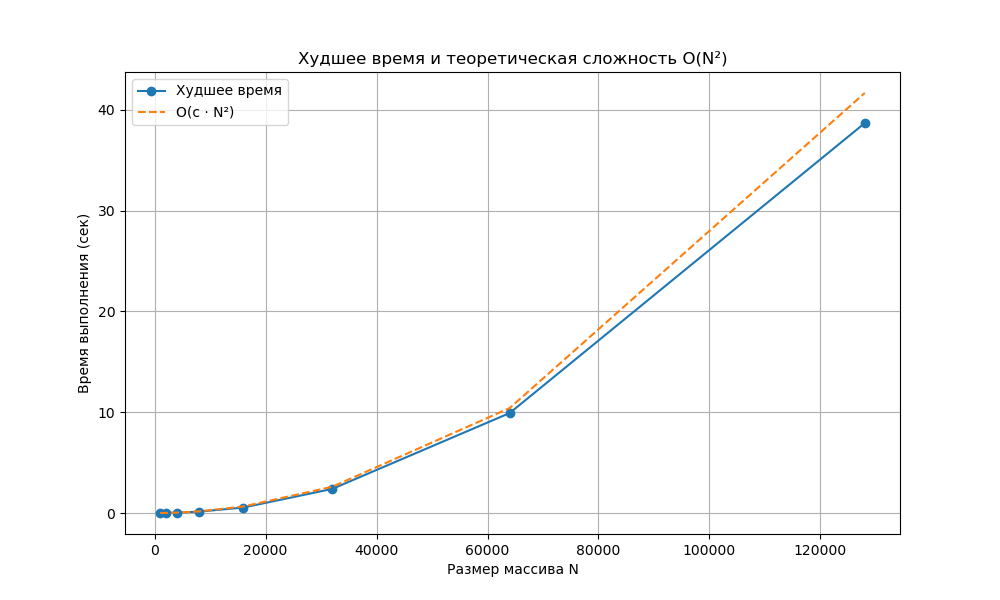 Худшее время и теоретическая сложность O(N²)
Худшее время
O(c · N²)
Время выполнения (сек)
40
30
20
10
0
0
20000
40000
60000
80000
100000
120000
Размер массива N